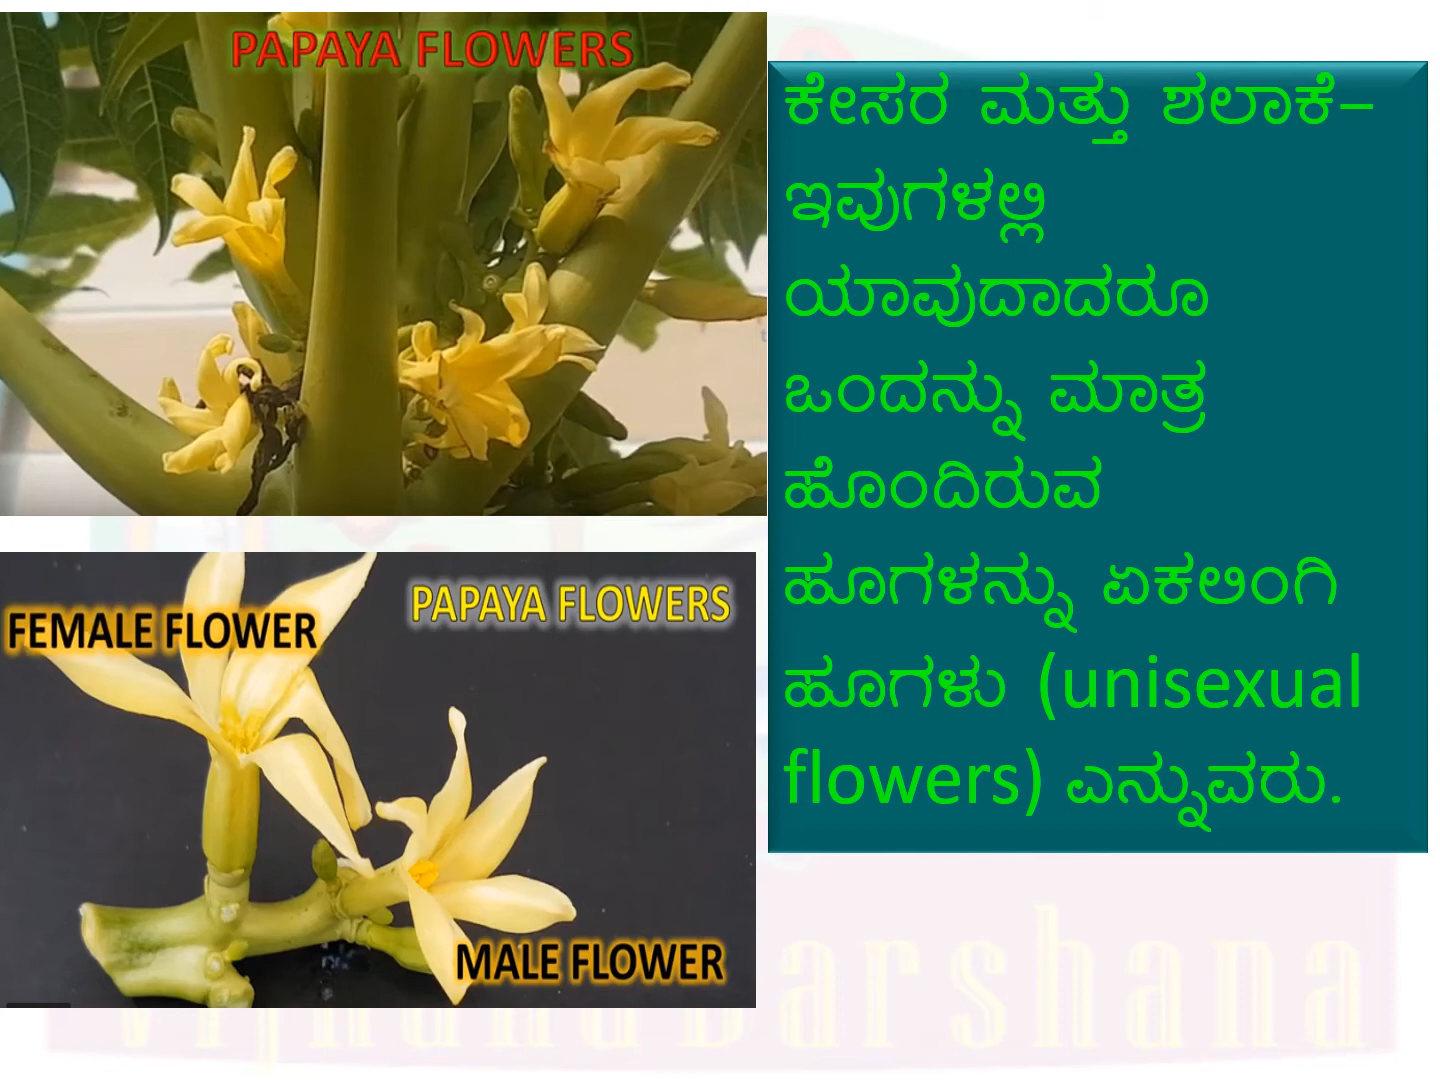 PAPAYA FLOWERS
ಕೇಸರ ಮತ್ತು ಶಲಾಕೆ–
ಇವುಗಳಲ್ಲಿ
ಯಾವುದಾದರೂ
ಒಂದನ್ನು ಮಾತ್ರ
ಹೊಂದಿರುವ
ಹೂಗಳನ್ನು ಏಕಲಿಂಗಿ
ಹೂಗಳು (unisexual
flowers) ಎನ್ನುವರು.
PAPAYA FLOWERS
FEMALE FLOWER
MALE FLOWER
VijnanaDarshana